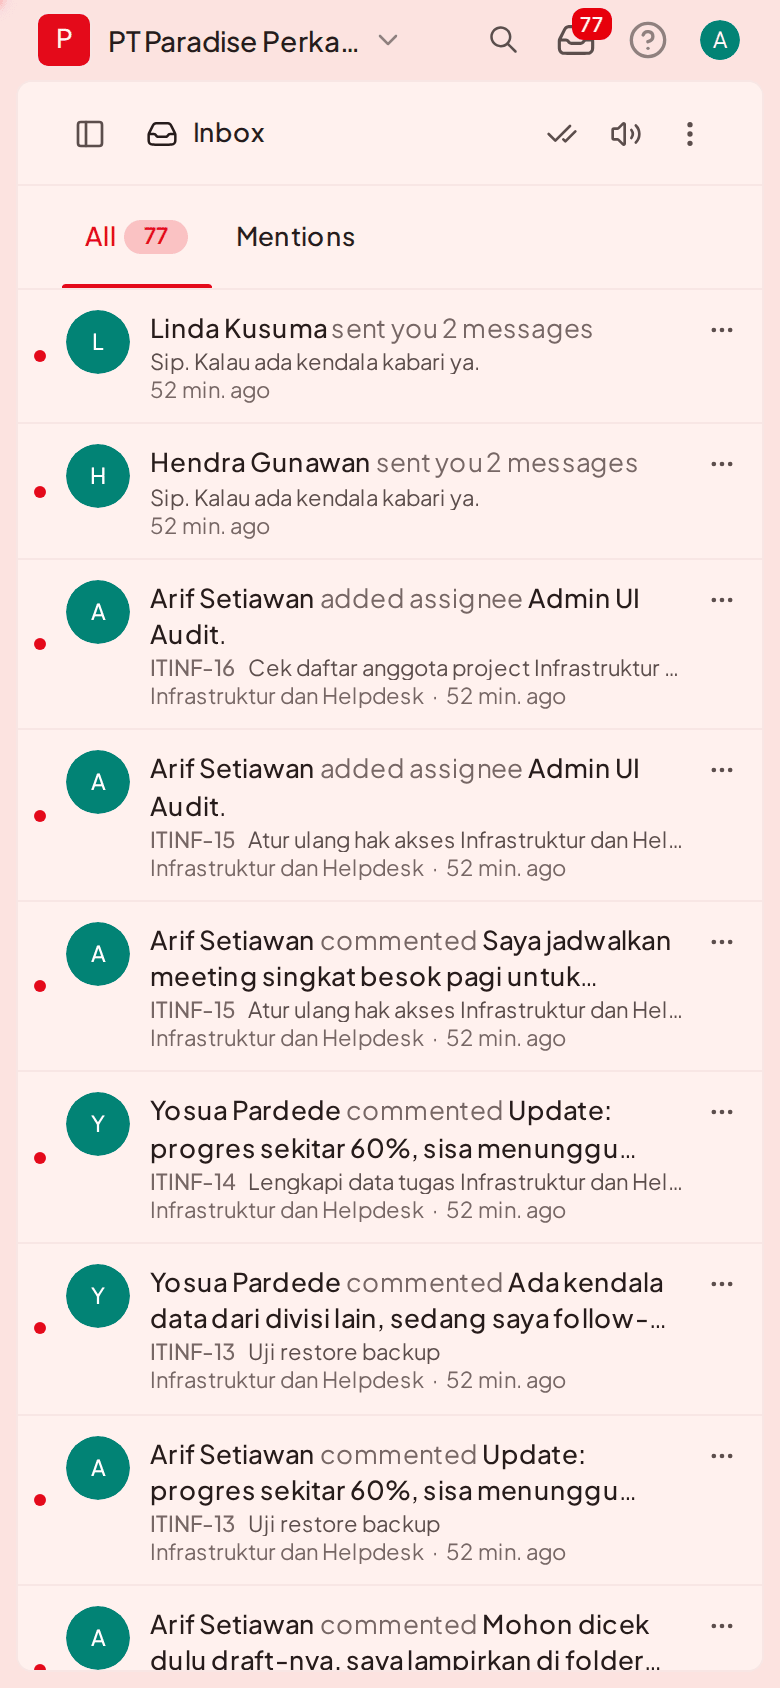 P PT Paradise Perka... 77 A
Inbox
All 77 Mentions
L Linda Kusuma sent you 2 messages
Sip. Kalau ada kendala kabari ya.
52 min. ago
H Hendra Gunawan sent you 2 messages
Sip. Kalau ada kendala kabari ya.
52 min. ago
A Arif Setiawan added assignee Admin UI
Audit.
ITINF-16 Cek daftar anggota project Infrastruktur ...
Infrastruktur dan Helpdesk · 52 min. ago
A Arif Setiawan added assignee Admin UI
Audit.
ITINF-15 Atur ulang hak akses Infrastruktur dan Hel...
Infrastruktur dan Helpdesk · 52 min. ago
A Arif Setiawan commented Saya jadwalkan
meeting singkat besok pagi untuk...
ITINF-15 Atur ulang hak akses Infrastruktur dan Hel...
Infrastruktur dan Helpdesk · 52 min. ago
Y Yosua Pardede commented Update:
progres sekitar 60%, sisa menunggu...
ITINF-14 Lengkapi data tugas Infrastruktur dan Hel...
Infrastruktur dan Helpdesk · 52 min. ago
Y Yosua Pardede commented Ada kendala
data dari divisi lain, sedang saya follow-...
ITINF-13 Uji restore backup
Infrastruktur dan Helpdesk · 52 min. ago
A Arif Setiawan commented Update:
progres sekitar 60%, sisa menunggu...
ITINF-13 Uji restore backup
Infrastruktur dan Helpdesk · 52 min. ago
A Arif Setiawan commented Mohon dicek
dulu draft-nya, saya lampirkan di folder...